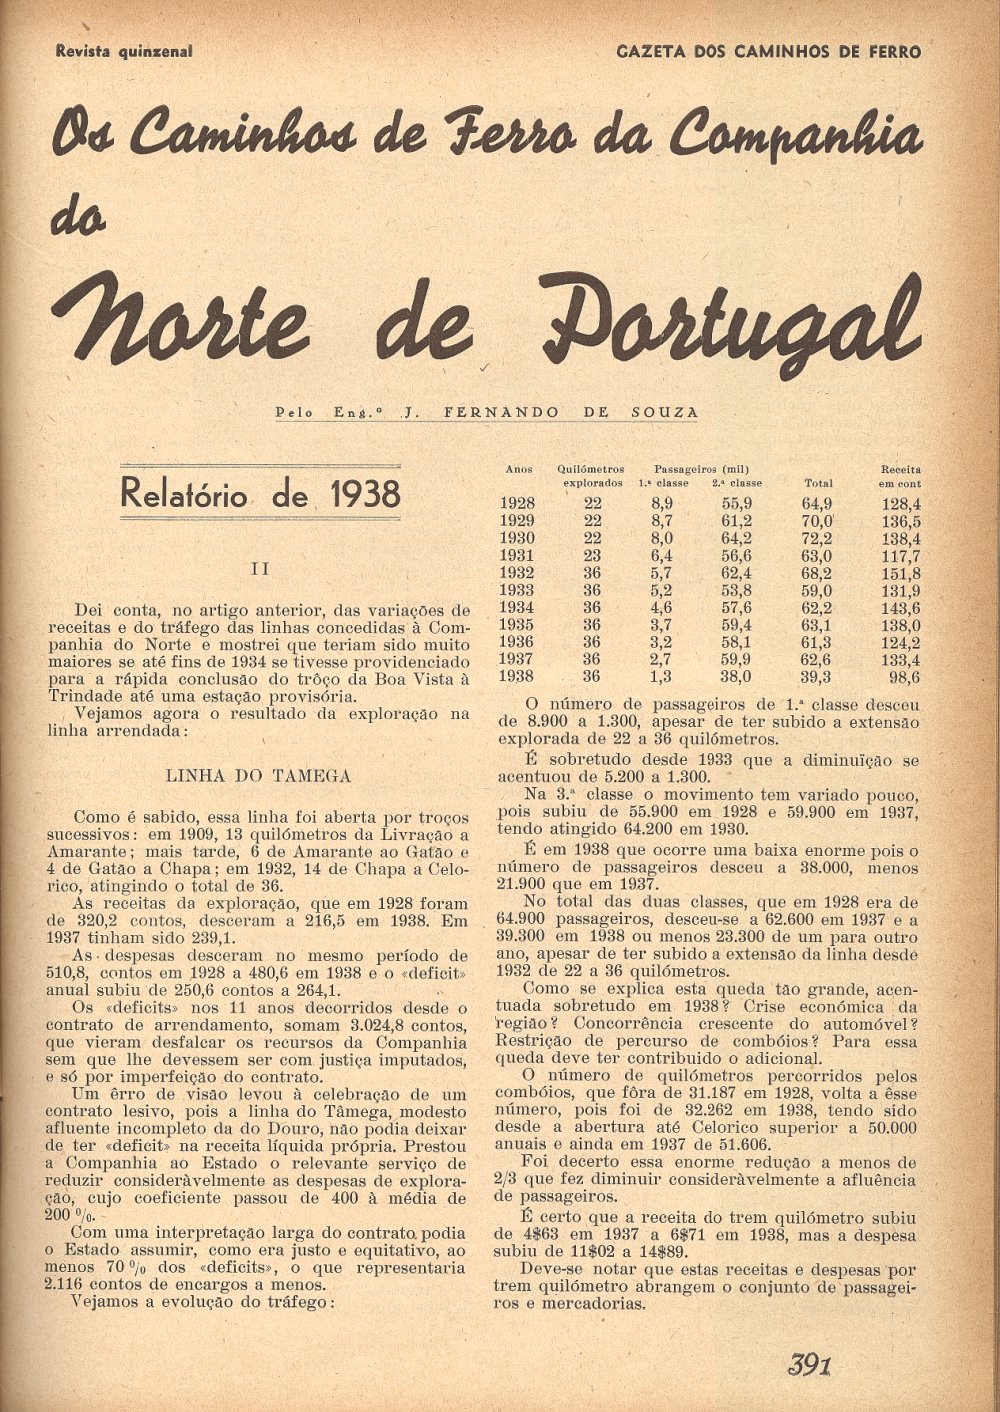 Revista quinzenal
GAZETA DOS CAMINHOS DE FERRO
Os Caminhos de Ferro da Companhia
do
Norte de Portugal
Pelo Eng.º J. FERNANDO DE SOUZA
Relatório de 1938
II
Dei conta, no artigo anterior, das variações de
receitas e do tráfego das linhas concedidas à Com-
panhia do Norte e mostrei que teriam sido muito
maiores se até fins de 1934 se tivesse providenciado
para a rápida conclusão do trôço da Boa Vista à
Trindade até uma estação provisória.
Vejamos agora o resultado da exploração na
linha arrendada:
LINHA DO TAMEGA
Como é sabido, essa linha foi aberta por troços
sucessivos: em 1909, 13 quilómetros da Livração a
Amarante; mais tarde, 6 de Amarante ao Gatão e
4 de Gatão a Chapa; em 1932, 14 de Chapa a Celo-
rico, atingindo o total de 36.
As receitas da exploração, que em 1928 foram
de 320,2 contos, desceram a 216,5 em 1938. Em
1937 tinham sido 239,1.
As despesas desceram no mesmo período de
510,8, contos em 1928 a 480,6 em 1938 e o «deficit»
anual subiu de 250,6 contos a 264,1.
Os «deficits» nos 11 anos decorridos desde o
contrato de arrendamento, somam 3.024,8 contos,
que vieram desfalcar os recursos da Companhia
sem que lhe devessem ser com justiça imputados,
e só por imperfeição do contrato.
Um êrro de visão levou à celebração de um
contrato lesivo, pois a linha do Tâmega, modesto
afluente incompleto da do Douro, não podia deixar
de ter «deficit» na receita líquida própria. Prestou
a Companhia ao Estado o relevante serviço de
reduzir consideràvelmente as despesas de explora-
ção, cujo coeficiente passou de 400 à média de
200 %.
Com uma interpretação larga do contrato podia
o Estado assumir, como era justo e equitativo, ao
menos 70 % dos «deficits», o que representaria
2.116 contos de encargos a menos.
Vejamos a evolução do tráfego:
Anos Quilómetros Passageiros (mil) Receita
explorados 1.ª classe 2.ª classe Total em cont
1928 22 8,9 55,9 64,9 128,4
1929 22 8,7 61,2 70,0 136,5
1930 22 8,0 64,2 72,2 138,4
1931 23 6,4 56,6 63,0 117,7
1932 36 5,7 62,4 68,2 151,8
1933 36 5,2 53,8 59,0 131,9
1934 36 4,6 57,6 62,2 143,6
1935 36 3,7 59,4 63,1 138,0
1936 36 3,2 58,1 61,3 124,2
1937 36 2,7 59,9 62,6 133,4
1938 36 1,3 38,0 39,3 98,6
O número de passageiros de 1.ª classe desceu
de 8.900 a 1.300, apesar de ter subido a extensão
explorada de 22 a 36 quilómetros.
É sobretudo desde 1933 que a diminuïção se
acentuou de 5.200 a 1.300.
Na 3.ª classe o movimento tem variado pouco,
pois subiu de 55.900 em 1928 e 59.900 em 1937,
tendo atingido 64.200 em 1930.
É em 1938 que ocorre uma baixa enorme pois o
número de passageiros desceu a 38.000, menos
21.900 que em 1937.
No total das duas classes, que em 1928 era de
64.900 passageiros, desceu-se a 62.600 em 1937 e a
39.300 em 1938 ou menos 23.300 de um para outro
ano, apesar de ter subido a extensão da linha desde
1932 de 22 a 36 quilómetros.
Como se explica esta queda tão grande, acen-
tuada sobretudo em 1938? Crise económica da
região? Concorrência crescente do automóvel?
Restrição de percurso de combóios? Para essa
queda deve ter contribuido o adicional.
O número de quilómetros percorridos pelos
combóios, que fôra de 31.187 em 1928, volta a êsse
número, pois foi de 32.262 em 1938, tendo sido
desde a abertura até Celorico superior a 50.000
anuais e ainda em 1937 de 51.606.
Foi decerto essa enorme redução a menos de
2/3 que fez diminuir consideràvelmente a afluência
de passageiros.
É certo que a receita do trem quilómetro subiu
de 4$63 em 1937 a 6$71 em 1938, mas a despesa
subiu de 11$02 a 14$89.
Deve-se notar que estas receitas e despesas por
trem quilómetro abrangem o conjunto de passagei-
ros e mercadorias.
391